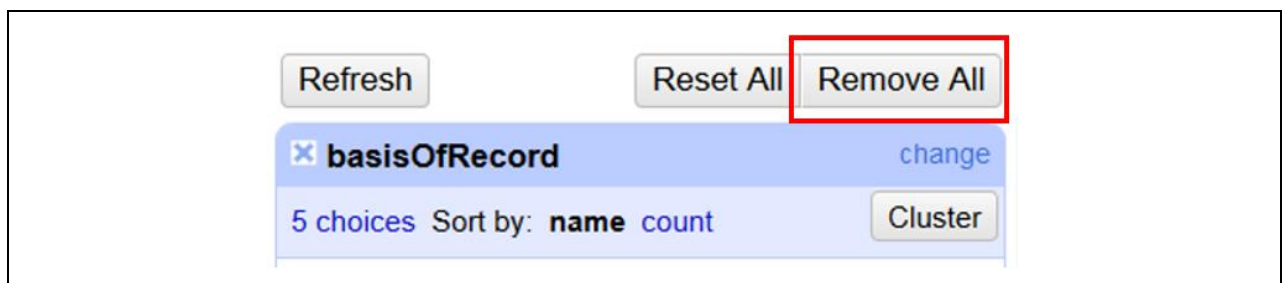 Refresh Reset All Remove All
basisOfRecord change
5 choices Sort by: name count Cluster